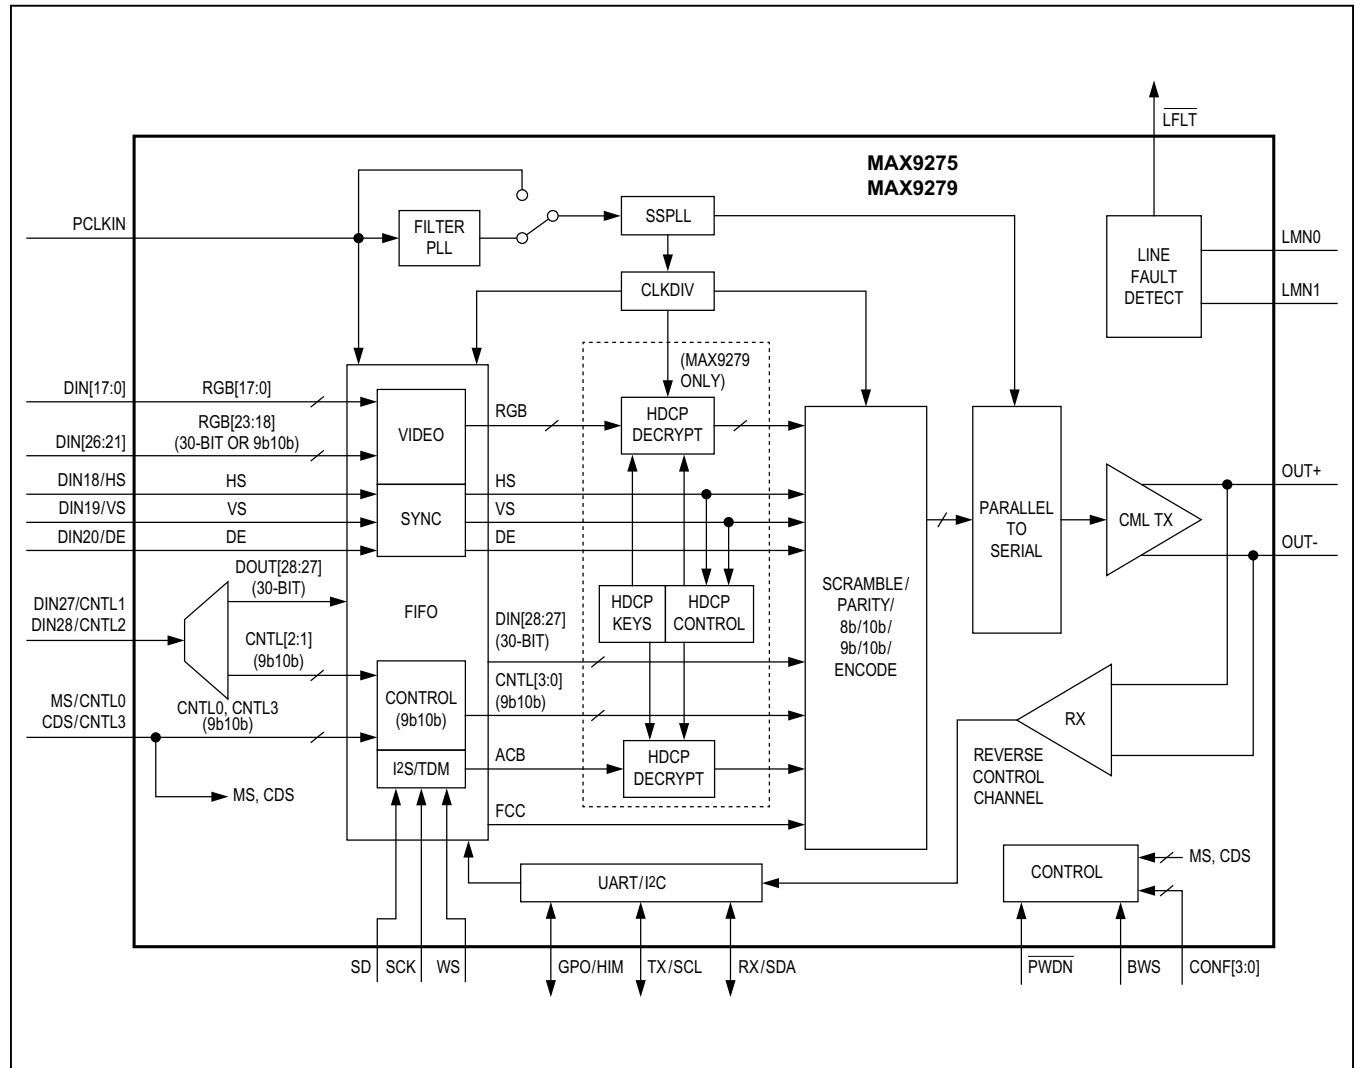 LFLT
MAX9275
MAX9279
PCLKIN
FILTER
PLL
SSPLL
CLKDIV
LINE
FAULT
DETECT
LMN0
LMN1
(MAX9279
ONLY)
DIN[17:0]
RGB[17:0]
RGB[23:18]
(30-BIT OR 9b10b)
DIN[26:21]
VIDEO
RGB
HDCP
DECRYPT
DIN18/HS
HS
HS
DIN19/VS
VS
SYNC
VS
DIN20/DE
DE
DE
OUT+
OUT-
PARALLEL
TO
SERIAL
CML TX
DOUT[28:27]
(30-BIT)
DIN27/CNTL1
DIN28/CNTL2
FIFO
HDCP
KEYS
HDCP
CONTROL
DIN[28:27]
(30-BIT)
SCRAMBLE/
PARITY/
8b/10b/
9b/10b/
ENCODE
CNTL[2:1]
(9b10b)
MS/CNTL0
CDS/CNTL3
CNTL0, CNTL3
(9b10b)
CONTROL
(9b10b)
CNTL[3:0]
(9b10b)
I2S/TDM
ACB
HDCP
DECRYPT
RX
REVERSE
CONTROL
CHANNEL
MS, CDS
FCC
UART/I2C
CONTROL
MS, CDS
SD
SCK
WS
GPO/HIM
TX/SCL
RX/SDA
PWDN
BWS
CONF[3:0]